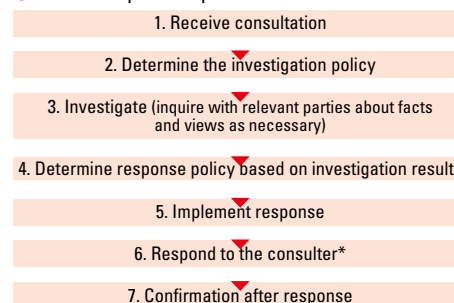 1. Receive consultation
2. Determine the investigation policy
3. Investigate (inquire with relevant parties about facts
and views as necessary)
4. Determine response policy based on investigation result
5. Implement response
6. Respond to the consulter*
7. Confirmation after response